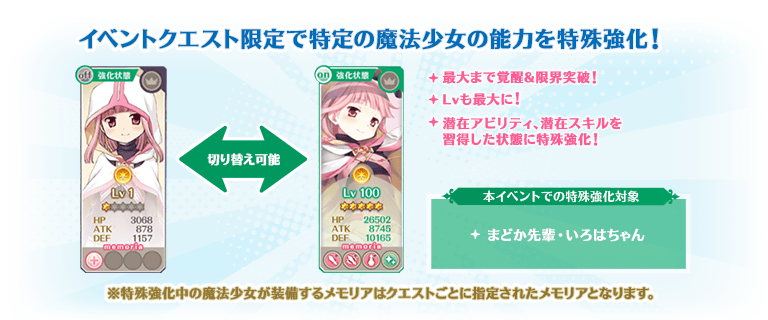 イベントクエスト限定で特定の魔法少女の能力を特殊強化!
off 強化状態
Lv 1
HP 3068
ATK 878
DEF 1157
memoria
切り替え可能
on 強化状態
Lv 100
HP 26502
ATK 8745
DEF 10165
memoria
最大まで覚醒&限界突破!
Lvも最大に!
潜在アビリティ、潜在スキルを
習得した状態に特殊強化!
本イベントでの特殊強化対象
まどか先輩・いろはちゃん
※特殊強化中の魔法少女が装備するメモリアはクエストごとに指定されたメモリアとなります。